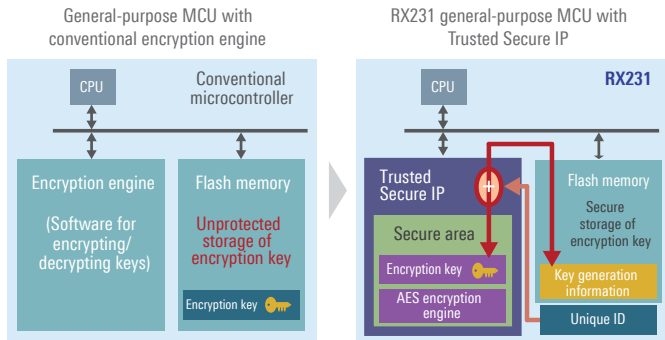 General-purpose MCU with
conventional encryption engine
CPU
Conventional
microcontroller
Encryption engine
(Software for
encrypting/
decrypting keys)
Flash memory
Unprotected
storage of
encryption key
Encryption key
RX231 general-purpose MCU with
Trusted Secure IP
CPU
RX231
Trusted
Secure IP
+
Secure area
Encryption key
AES encryption
engine
Flash memory
Secure
storage of
encryption key
Key generation
information
Unique ID